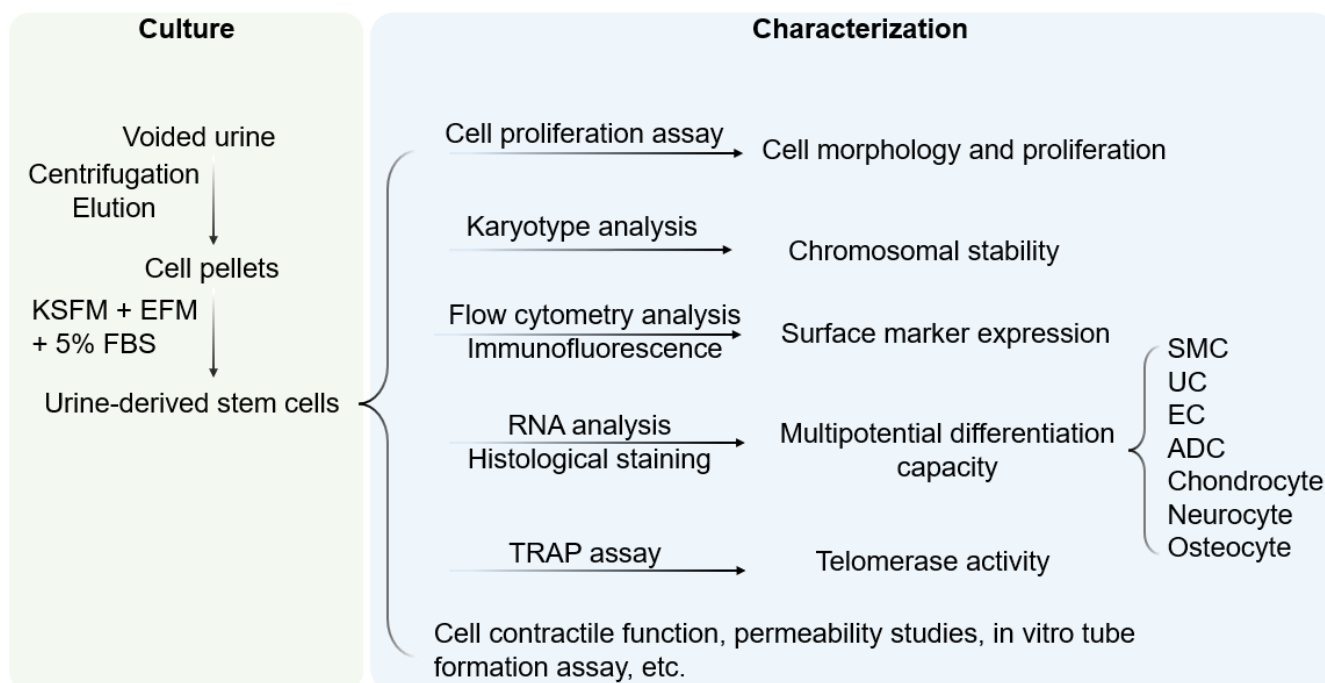 Culture
Voided urine
Centrifugation
Elution
Cell pellets
KSFM + EFM
+ 5% FBS
Urine-derived stem cells
Characterization
Cell proliferation assay
Cell morphology and proliferation
Karyotype analysis
Chromosomal stability
Flow cytometry analysis
Immunofluorescence
Surface marker expression
RNA analysis
Histological staining
Multipotential differentiation
capacity
SMC
UC
EC
ADC
Chondrocyte
Neurocyte
Osteocyte
TRAP assay
Telomerase activity
Cell contractile function, permeability studies, in vitro tube
formation assay, etc.